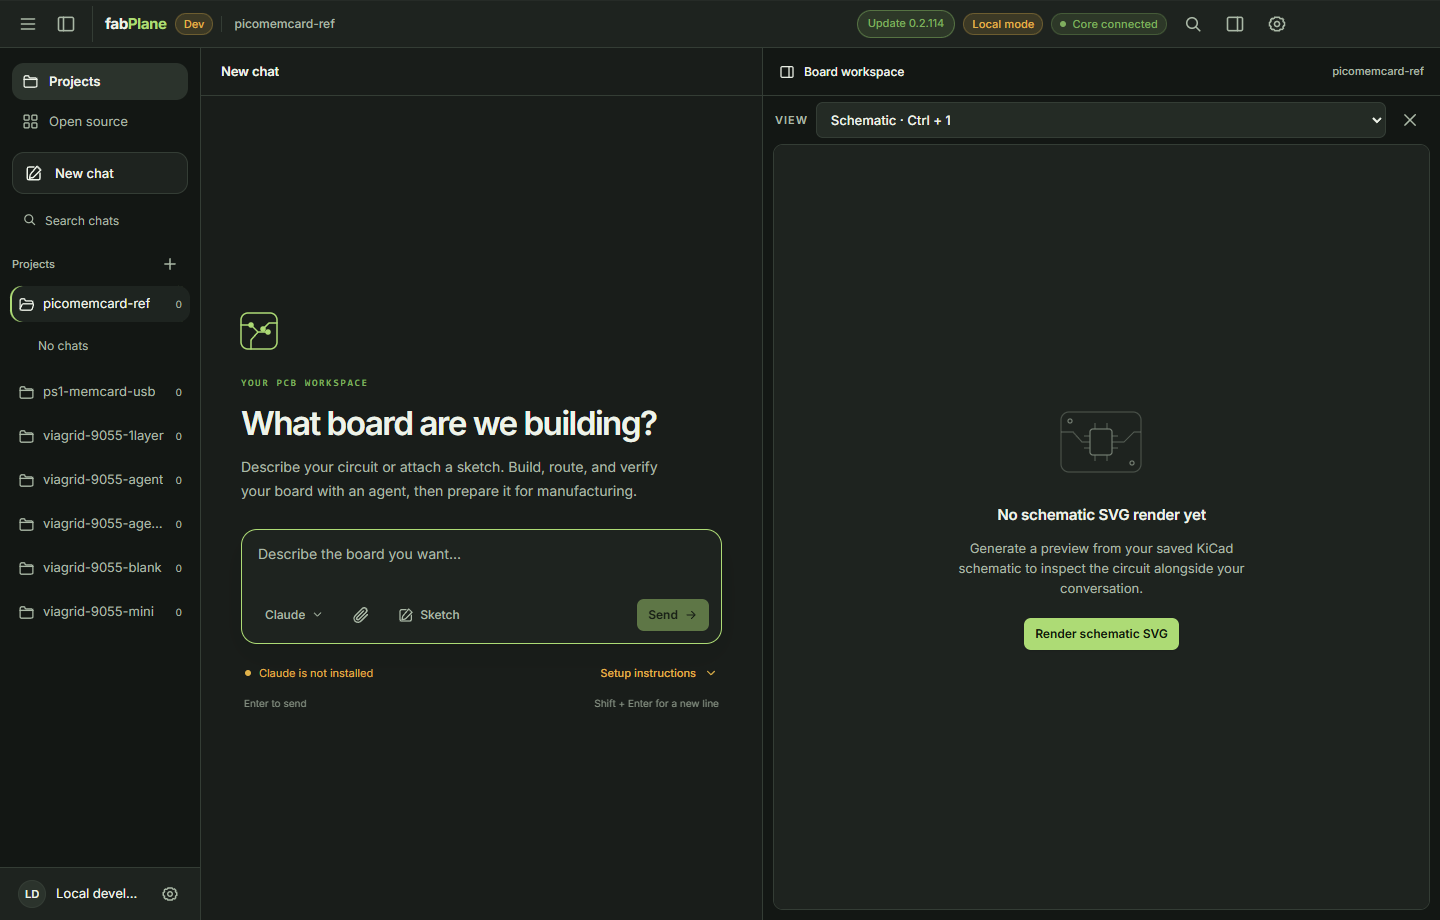 fabPlane Dev picomemcard-ref Update 0.2.114 Local mode Core connected
Projects
Open source
New chat
Search chats
Projects
picomemcard-ref 0
No chats
ps1-memcard-usb 0
viagrid-9055-1layer 0
viagrid-9055-agent 0
viagrid-9055-age... 0
viagrid-9055-blank 0
viagrid-9055-mini 0
LD Local devel...
New chat
YOUR PCB WORKSPACE
What board are we building?
Describe your circuit or attach a sketch. Build, route, and verify
your board with an agent, then prepare it for manufacturing.
Describe the board you want...
Claude Sketch Send
Claude is not installed Setup instructions
Enter to send Shift + Enter for a new line
Board workspace picomemcard-ref
VIEW Schematic · Ctrl + 1
No schematic SVG render yet
Generate a preview from your saved KiCad
schematic to inspect the circuit alongside your
conversation.
Render schematic SVG